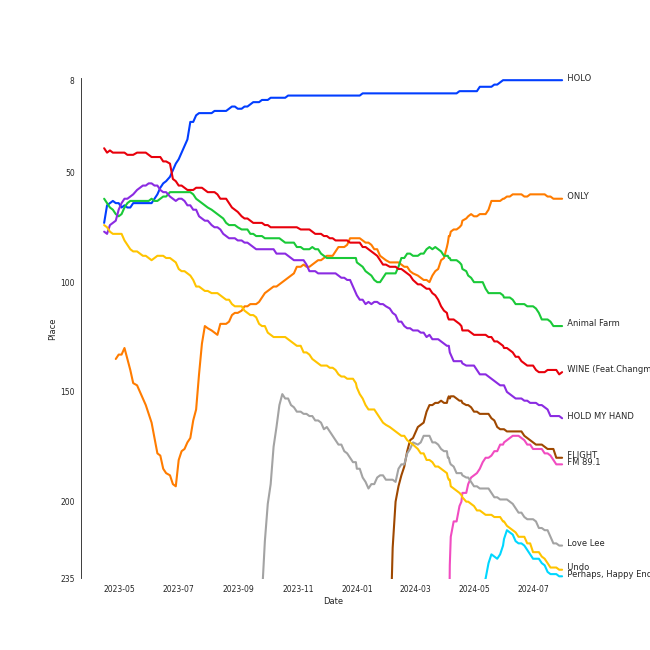 8
50
100
150
200
235
Place
2023-05
2023-07
2023-09
2023-11
2024-01
2024-03
2024-05
2024-07
Date
HOLO
ONLY
Animal Farm
WINE (Feat.Changm
HOLD MY HAND
FLIGHT
FM 89.1
Love Lee
Undo
Perhaps, Happy End